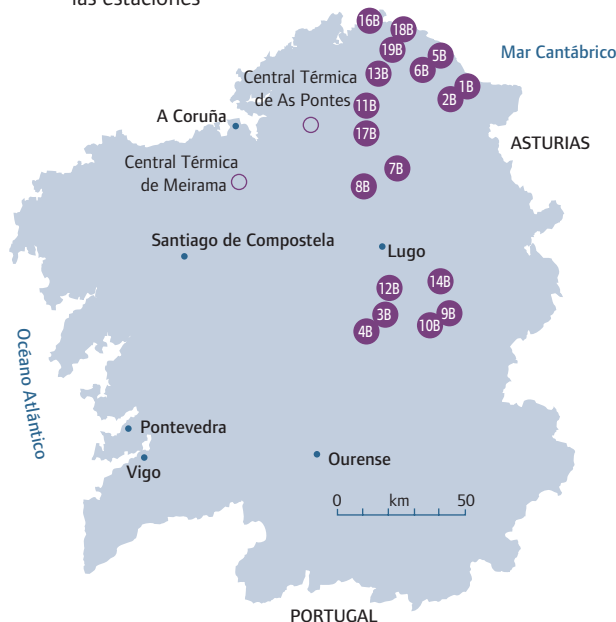 las estaciones
16B
18B
19B
5B
Mar Cantábrico
13B
6B
Central Térmica
de As Pontes
1B
2B
11B
A Coruña
17B
ASTURIAS
Central Térmica
de Meirama
7B
8B
Santiago de Compostela
Lugo
12B
14B
3B
9B
4B
10B
Océano Atlántico
Pontevedra
Vigo
Ourense
0 km 50
PORTUGAL